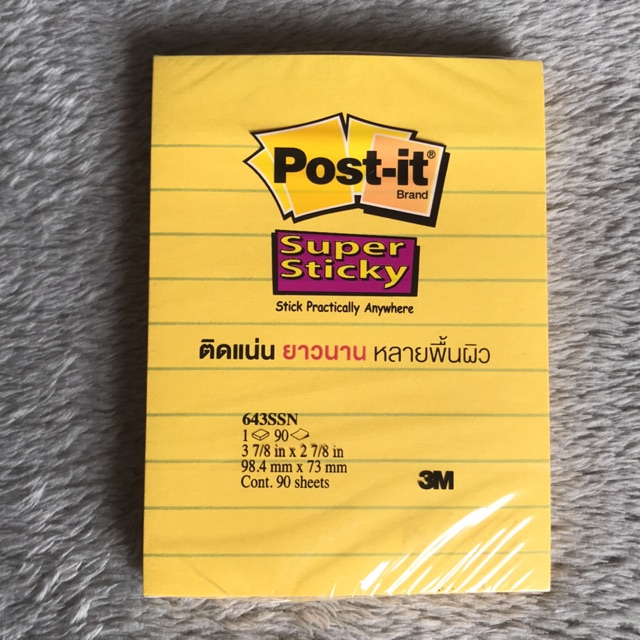 Post-it®
Brand
Super
Sticky
Stick Practically Anywhere
ติดแน่น ยาวนาน หลายพื้นผิว
643SSN
1 90
3 7/8 in x 2 7/8 in
98.4 mm x 73 mm
Cont. 90 sheets
3M